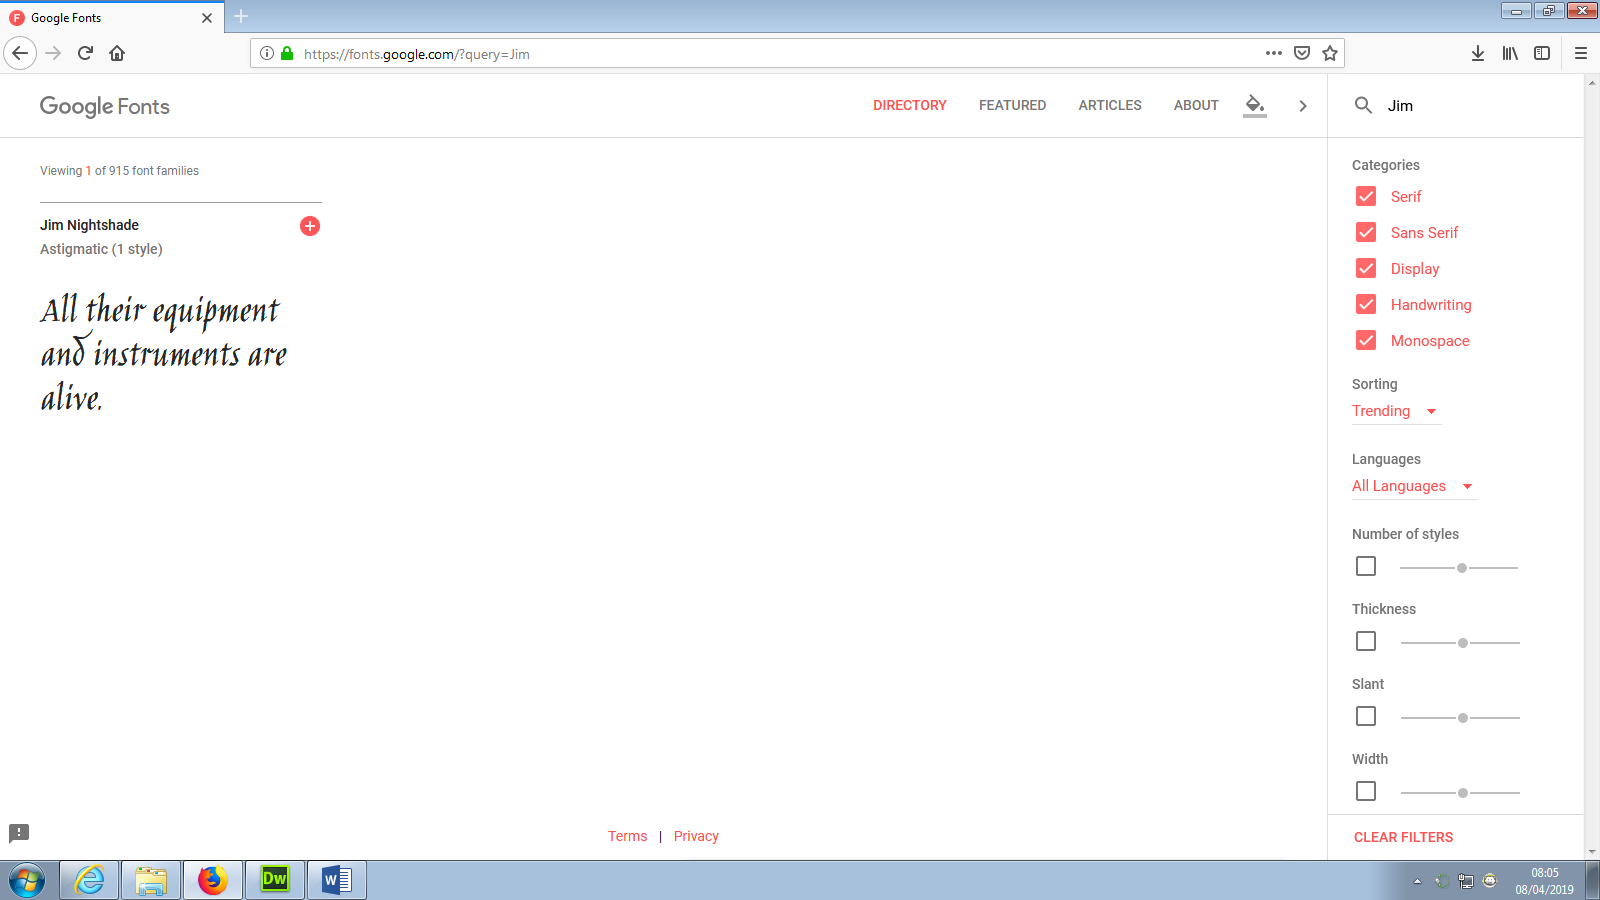 Google Fonts
https://fonts.google.com/?query=Jim
Google Fonts
DIRECTORY
FEATURED
ARTICLES
ABOUT
Jim
Viewing 1 of 915 font families
Jim Nightshade
Astigmatic (1 style)
All their equipment
and instruments are
alive.
Categories
Serif
Sans Serif
Display
Handwriting
Monospace
Sorting
Trending
Languages
All Languages
Number of styles
Thickness
Slant
Width
CLEAR FILTERS
Terms | Privacy
Dw
W
08:05
08/04/2019